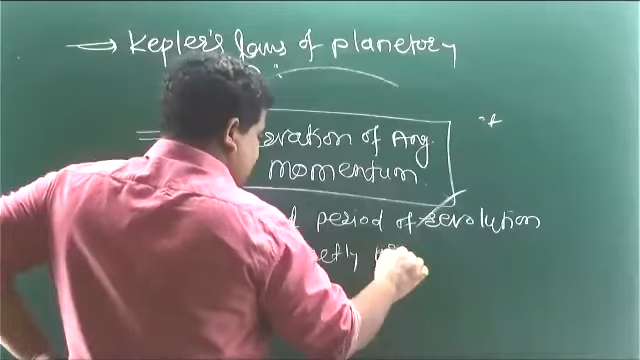 → Kepler's laws of planetory
vation of Ang.
momentum
period of revolution